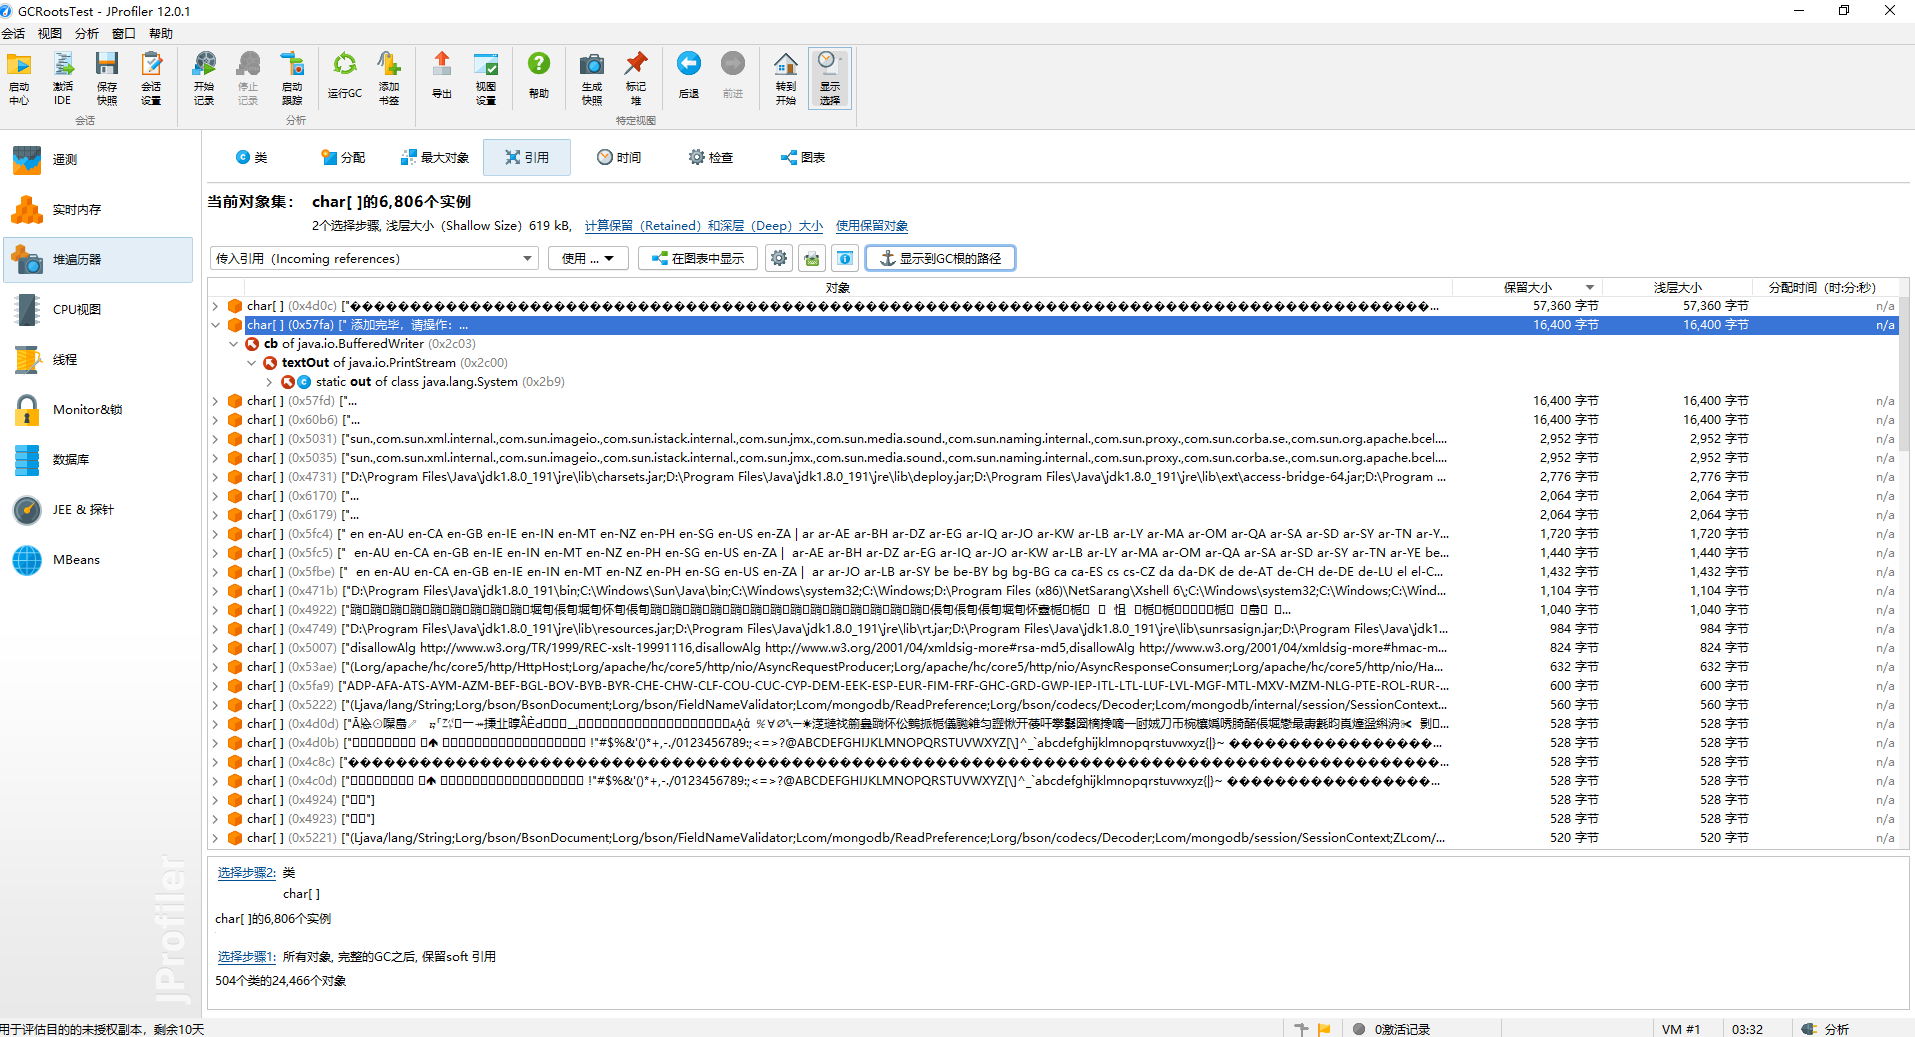 GCRootsTest - JProfiler 12.0.1
会话 视图 分析 窗口 帮助
启动中心 激活IDE 保存快照 会话设置 开始记录 停止记录 启动跟踪 运行GC 添加书签 导出 视图设置 帮助 生成快照 标记堆 后退 前进 转到开始 显示选择
会话 分析 特定视图
遥测
实时内存
堆遍历器
CPU视图
线程
Monitor&锁
数据库
JEE & 探针
MBeans
JProfiler
类 分配 最大对象 引用 时间 检查 图表
当前对象集： char[ ]的6,806个实例
2个选择步骤, 浅层大小（Shallow Size）619 kB, 计算保留（Retained）和深层（Deep）大小 使用保留对象
传入引用（Incoming references） 使用 ... 在图表中显示 显示到GC根的路径
对象 保留大小 浅层大小 分配时间（时:分:秒）
char[ ] (0x4d0c) ["... 57,360 字节 57,360 字节 n/a
char[ ] (0x57fa) [" 添加完毕，请操作：... 16,400 字节 16,400 字节 n/a
cb of java.io.BufferedWriter (0x2c03)
textOut of java.io.PrintStream (0x2c00)
static out of class java.lang.System (0x2b9)
char[ ] (0x57fd) ["... 16,400 字节 16,400 字节 n/a
char[ ] (0x60b6) ["... 16,400 字节 16,400 字节 n/a
char[ ] (0x5031) ["sun.,com.sun.xml.internal.,com.sun.imageio.,com.sun.istack.internal.,com.sun.jmx.,com.sun.media.sound.,com.sun.naming.internal.,com.sun.proxy.,com.sun.corba.se.,com.sun.org.apache.bcel.... 2,952 字节 2,952 字节 n/a
char[ ] (0x5035) ["sun.,com.sun.xml.internal.,com.sun.imageio.,com.sun.istack.internal.,com.sun.jmx.,com.sun.media.sound.,com.sun.naming.internal.,com.sun.proxy.,com.sun.corba.se.,com.sun.org.apache.bcel.... 2,952 字节 2,952 字节 n/a
char[ ] (0x4731) ["D:\Program Files\Java\jdk1.8.0_191\jre\lib\charsets.jar;D:\Program Files\Java\jdk1.8.0_191\jre\lib\deploy.jar;D:\Program Files\Java\jdk1.8.0_191\jre\lib\ext\access-bridge-64.jar;D:\Program ... 2,776 字节 2,776 字节 n/a
char[ ] (0x6170) ["... 2,064 字节 2,064 字节 n/a
char[ ] (0x6179) ["... 2,064 字节 2,064 字节 n/a
char[ ] (0x5fc4) [" en en-AU en-CA en-GB en-IE en-IN en-MT en-NZ en-PH en-SG en-US en-ZA | ar ar-AE ar-BH ar-DZ ar-EG ar-IQ ar-JO ar-KW ar-LB ar-LY ar-MA ar-OM ar-QA ar-SA ar-SD ar-SY ar-TN ar-Y... 1,720 字节 1,720 字节 n/a
char[ ] (0x5fc5) [" en-AU en-CA en-GB en-IE en-IN en-MT en-NZ en-PH en-SG en-US en-ZA | ar-AE ar-BH ar-DZ ar-EG ar-IQ ar-JO ar-KW ar-LB ar-LY ar-MA ar-OM ar-QA ar-SA ar-SD ar-SY ar-TN ar-YE be... 1,440 字节 1,440 字节 n/a
char[ ] (0x5fbe) [" en en-AU en-CA en-GB en-IE en-IN en-MT en-NZ en-PH en-SG en-US en-ZA | ar ar-JO ar-LB ar-SY be be-BY bg bg-BG ca ca-ES cs cs-CZ da da-DK de de-AT de-CH de-DE de-LU el el-C... 1,432 字节 1,432 字节 n/a
char[ ] (0x471b) ["D:\Program Files\Java\jdk1.8.0_191\bin;C:\Windows\Sun\Java\bin;C:\Windows\system32;C:\Windows;D:\Program Files (x86)\NetSarang\Xshell 6\;C:\Windows\system32;C:\Windows;C:\Wind... 1,104 字节 1,104 字节 n/a
char[ ] (0x4922) ["... 1,040 字节 1,040 字节 n/a
char[ ] (0x4749) ["D:\Program Files\Java\jdk1.8.0_191\jre\lib\resources.jar;D:\Program Files\Java\jdk1.8.0_191\jre\lib\rt.jar;D:\Program Files\Java\jdk1.8.0_191\jre\lib\sunrsasign.jar;D:\Program Files\Java\jdk1... 984 字节 984 字节 n/a
char[ ] (0x5007) ["disallowAlg http://www.w3.org/TR/1999/REC-xslt-19991116,disallowAlg http://www.w3.org/2001/04/xmldsig-more#rsa-md5,disallowAlg http://www.w3.org/2001/04/xmldsig-more#hmac-m... 824 字节 824 字节 n/a
char[ ] (0x53ae) ["(Lorg/apache/hc/core5/http/HttpHost;Lorg/apache/hc/core5/http/nio/AsyncRequestProducer;Lorg/apache/hc/core5/http/nio/AsyncResponseConsumer;Lorg/apache/hc/core5/http/nio/Ha... 632 字节 632 字节 n/a
char[ ] (0x5fa9) ["ADP-AFA-ATS-AYM-AZM-BEF-BGL-BOV-BYB-BYR-CHE-CHW-CLF-COU-CUC-CYP-DEM-EEK-ESP-EUR-FIM-FRF-GHC-GRD-GWP-IEP-ITL-LTL-LUF-LVL-MGF-MTL-MXV-MZM-NLG-PTE-ROL-RUR-... 600 字节 600 字节 n/a
char[ ] (0x5222) ["(Ljava/lang/String;Lorg/bson/BsonDocument;Lorg/bson/FieldNameValidator;Lcom/mongodb/ReadPreference;Lorg/bson/codecs/Decoder;Lcom/mongodb/internal/session/SessionContext... 560 字节 560 字节 n/a
char[ ] (0x4d0d) ["... 528 字节 528 字节 n/a
char[ ] (0x4d0b) [" !"#$%&'()*+,-./0123456789:;<=>?@ABCDEFGHIJKLMNOPQRSTUVWXYZ[\]^_`abcdefghijklmnopqrstuvwxyz{|}~ ... 528 字节 528 字节 n/a
char[ ] (0x4c8c) ["... 528 字节 528 字节 n/a
char[ ] (0x4c0d) [" !"#$%&'()*+,-./0123456789:;<=>?@ABCDEFGHIJKLMNOPQRSTUVWXYZ[\]^_`abcdefghijklmnopqrstuvwxyz{|}~ ... 528 字节 528 字节 n/a
char[ ] (0x4924) [""] 528 字节 528 字节 n/a
char[ ] (0x4923) [""] 528 字节 528 字节 n/a
char[ ] (0x5221) ["(Ljava/lang/String;Lorg/bson/BsonDocument;Lorg/bson/FieldNameValidator;Lcom/mongodb/ReadPreference;Lorg/bson/codecs/Decoder;Lcom/mongodb/session/SessionContext;ZLcom/... 520 字节 520 字节 n/a
选择步骤2: 类
char[ ]
char[ ]的6,806个实例
选择步骤1: 所有对象, 完整的GC之后, 保留soft 引用
504个类的24,466个对象
用于评估目的的未授权副本，剩余10天 0激活记录 VM #1 03:32 分析